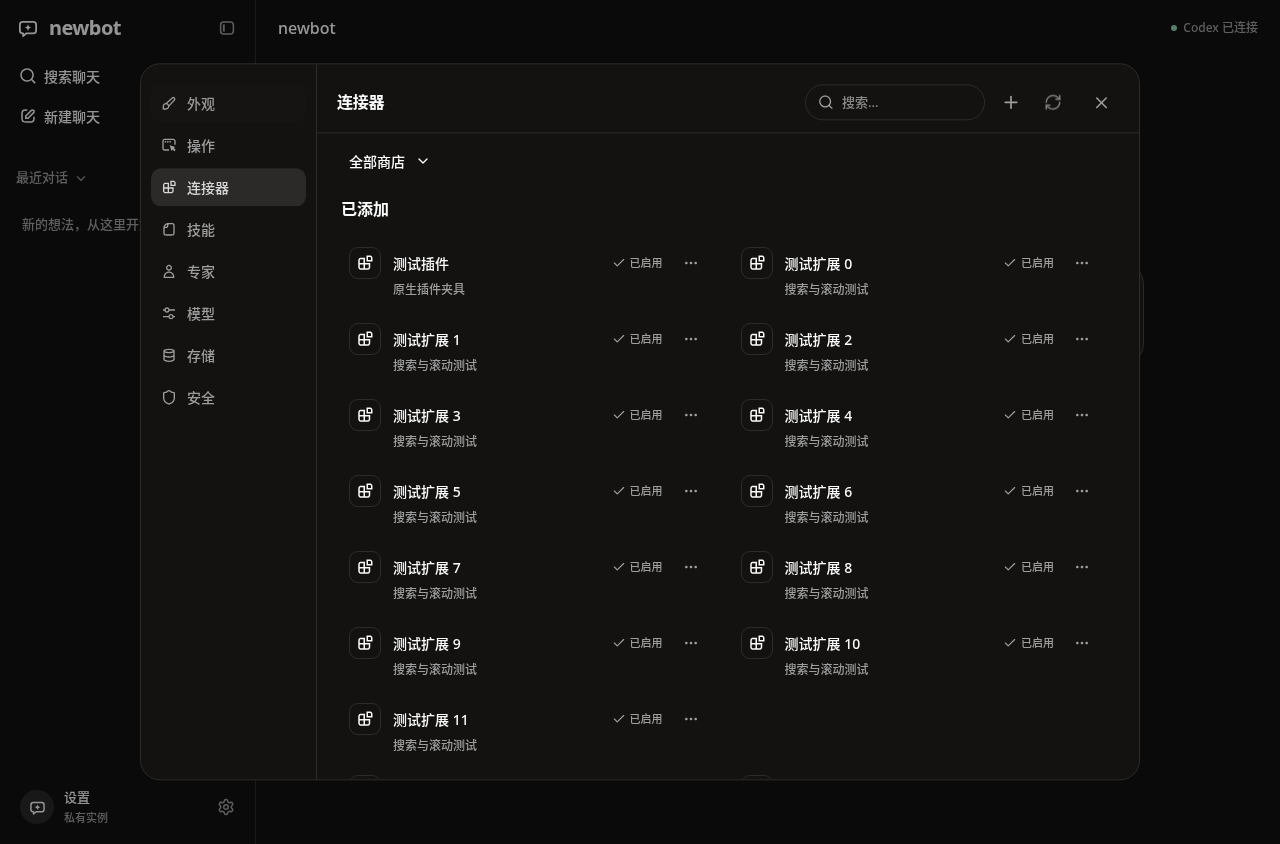 newbot
newbot
Codex 已连接
搜索聊天
新建聊天
最近对话
新的想法，从这里开
设置
私有实例
外观
操作
连接器
技能
专家
模型
存储
安全
连接器
搜索...
全部商店
已添加
测试插件 已启用
原生插件夹具
测试扩展 0 已启用
搜索与滚动测试
测试扩展 1 已启用
搜索与滚动测试
测试扩展 2 已启用
搜索与滚动测试
测试扩展 3 已启用
搜索与滚动测试
测试扩展 4 已启用
搜索与滚动测试
测试扩展 5 已启用
搜索与滚动测试
测试扩展 6 已启用
搜索与滚动测试
测试扩展 7 已启用
搜索与滚动测试
测试扩展 8 已启用
搜索与滚动测试
测试扩展 9 已启用
搜索与滚动测试
测试扩展 10 已启用
搜索与滚动测试
测试扩展 11 已启用
搜索与滚动测试